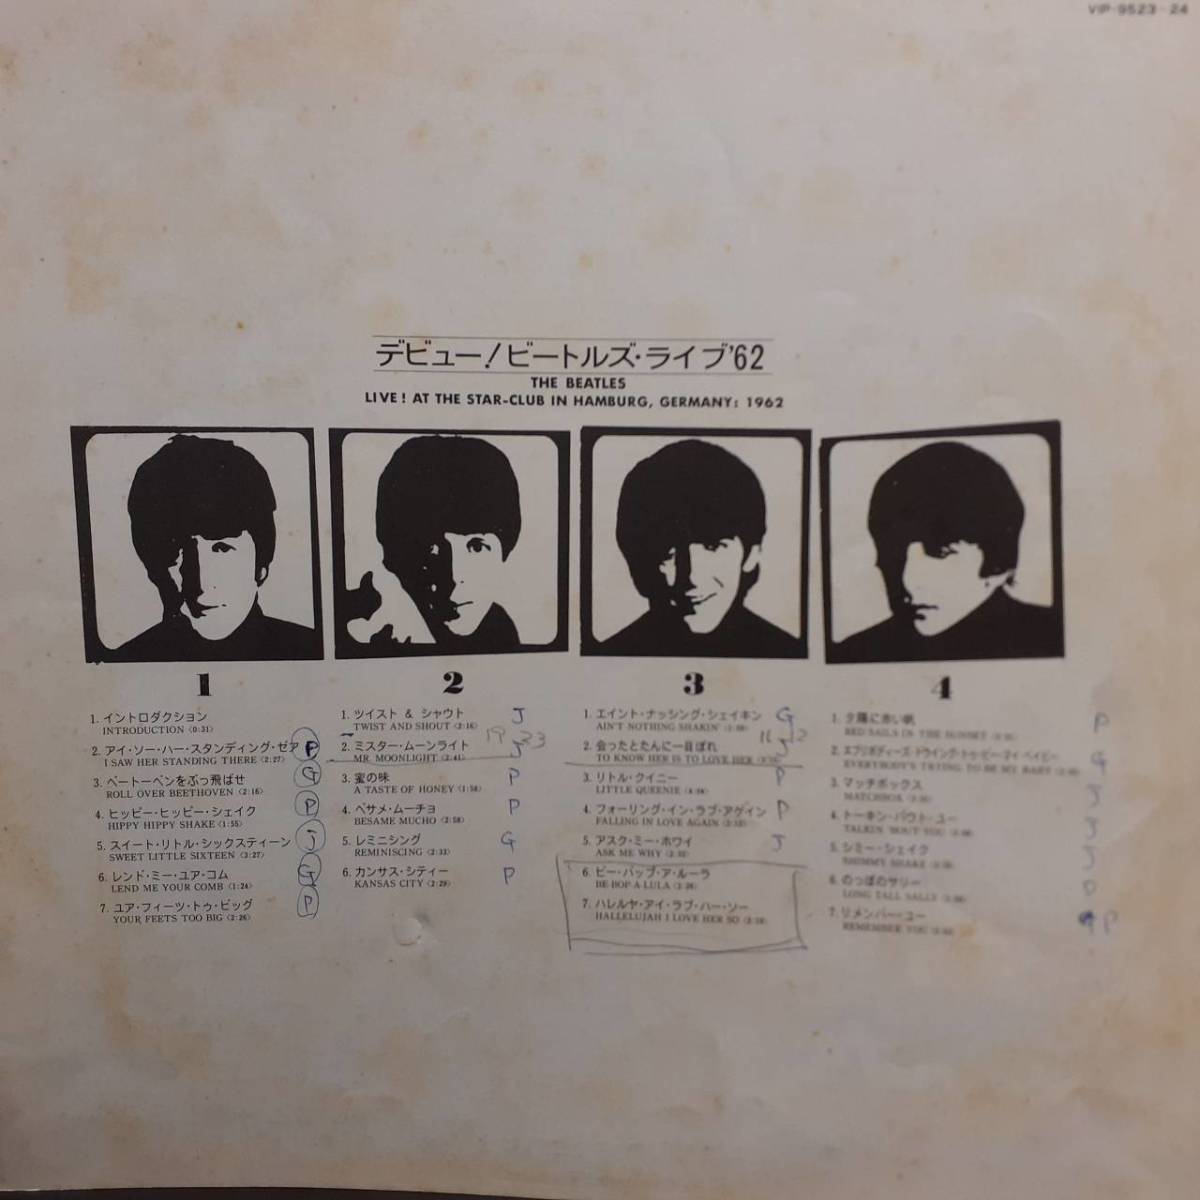 VIP-9523-24
デビュー!ビートルズ・ライブ'62
THE BEATLES
LIVE! AT THE STAR-CLUB IN HAMBURG, GERMANY: 1962
1
1. イントロダクション
INTRODUCTION (0:31)
2. アイ・ソー・ハー・スタンディング・ゼア P
I SAW HER STANDING THERE (2:27)
3. ベートーベンをぶっ飛ばせ G
ROLL OVER BEETHOVEN (2:16)
4. ヒッピー・ヒッピー・シェイク P
HIPPY HIPPY SHAKE (1:55)
5. スイート・リトル・シックスティーン J
SWEET LITTLE SIXTEEN (3:27)
6. レンド・ミー・ユア・コム G
LEND ME YOUR COMB (1:24)
7. ユア・フィーツ・トゥ・ビッグ P
YOUR FEETS TOO BIG (2:26)
2
1. ツイスト & シャウト J
TWIST AND SHOUT (2:16)
19 23
2. ミスター・ムーンライト J
MR. MOONLIGHT (2:41)
3. 蜜の味 P
A TASTE OF HONEY (1:58)
4. ベサメ・ムーチョ P
BESAME MUCHO (2:58)
5. レミニシング G
REMINISCING (2:33)
6. カンサス・シティー P
KANSAS CITY (2:29)
3
1. エイント・ナッシング・シェイキン G
AIN'T NOTHING SHAKIN'
11 12
2. 会ったとたんに一目ぼれ J
TO KNOW HER IS TO LOVE HER
3. リトル・クイニー P
LITTLE QUEENIE
4. フォーリング・イン・ラブ・アゲイン P
FALLING IN LOVE AGAIN
5. アスク・ミー・ホワイ J
ASK ME WHY
6. ビー・バップ・ア・ルーラ
BE-BOP-A-LULA
7. ハレルヤ・アイ・ラブ・ハー・ソー
HALLELUJAH I LOVE HER SO
4
1. 夕陽に赤い帆 P
RED SAILS IN THE SUNSET
2. エブリボディーズ・トライング・トゥ・ビー・マイ・ベイビー G
EVERYBODY'S TRYING TO BE MY BABY
3. マッチボックス J
MATCHBOX
4. トーキン・バウト・ユー J
TALKIN' 'BOUT YOU
5. シミー・シェイク J
SHIMMY SHAKE
6. のっぽのサリー P
LONG TALL SALLY
7. リメンバー・ユー P
REMEMBER YOU